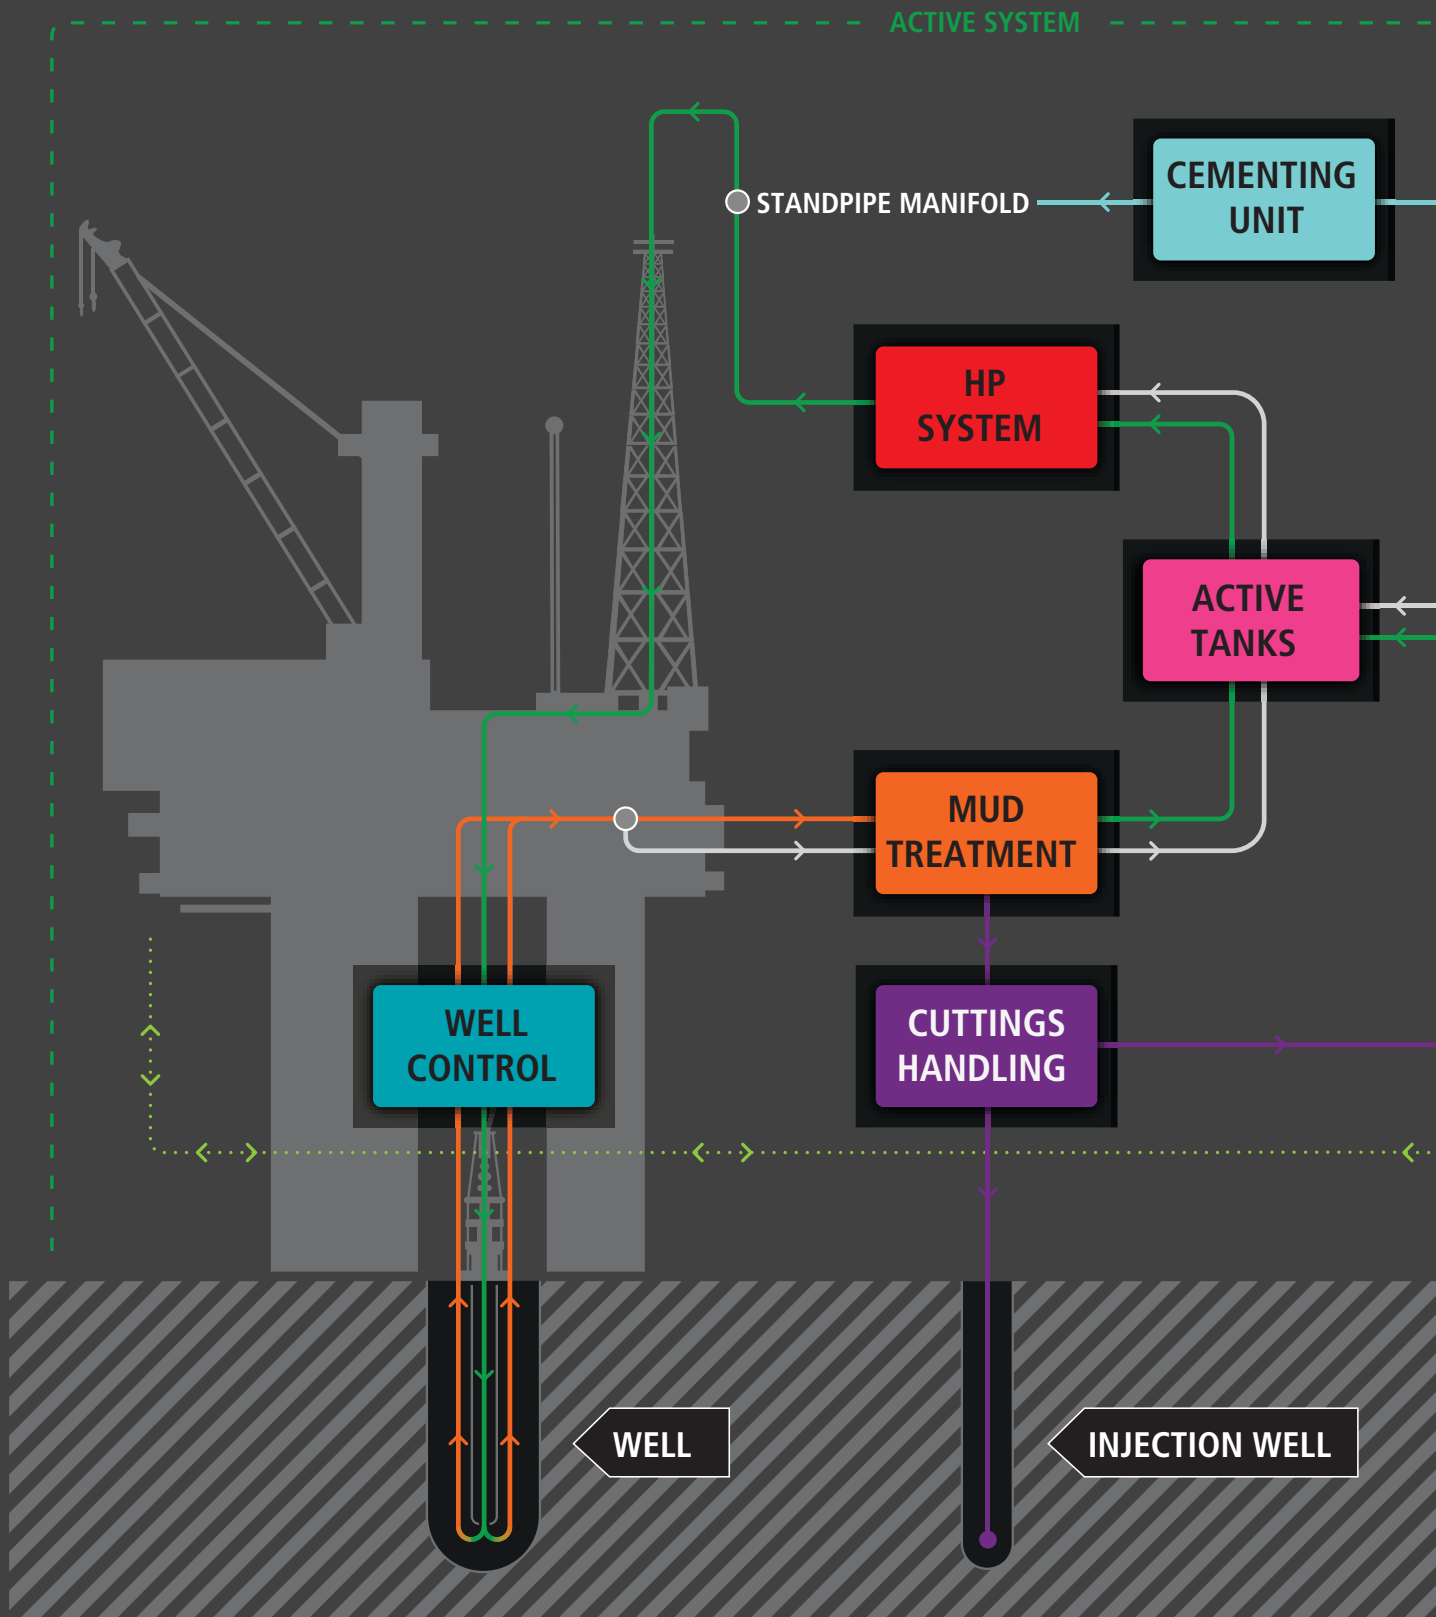 ACTIVE SYSTEM
CEMENTING
UNIT
STANDPIPE MANIFOLD
HP
SYSTEM
ACTIVE
TANKS
MUD
TREATMENT
WELL
CONTROL
CUTTINGS
HANDLING
WELL
INJECTION WELL